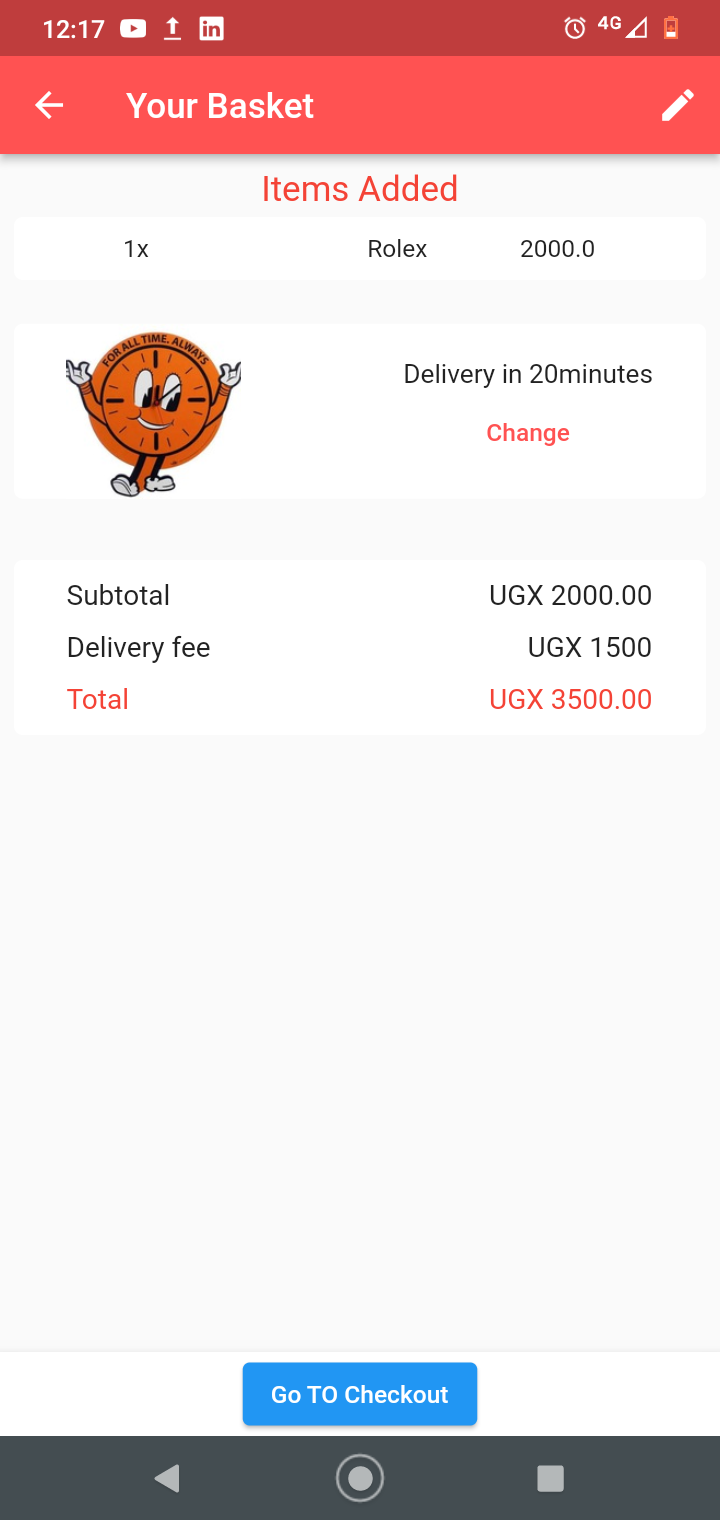 12:17
4G
Your Basket
Items Added
1x Rolex 2000.0
FOR ALL TIME. ALWAYS
Delivery in 20minutes
Change
Subtotal UGX 2000.00
Delivery fee UGX 1500
Total UGX 3500.00
Go TO Checkout